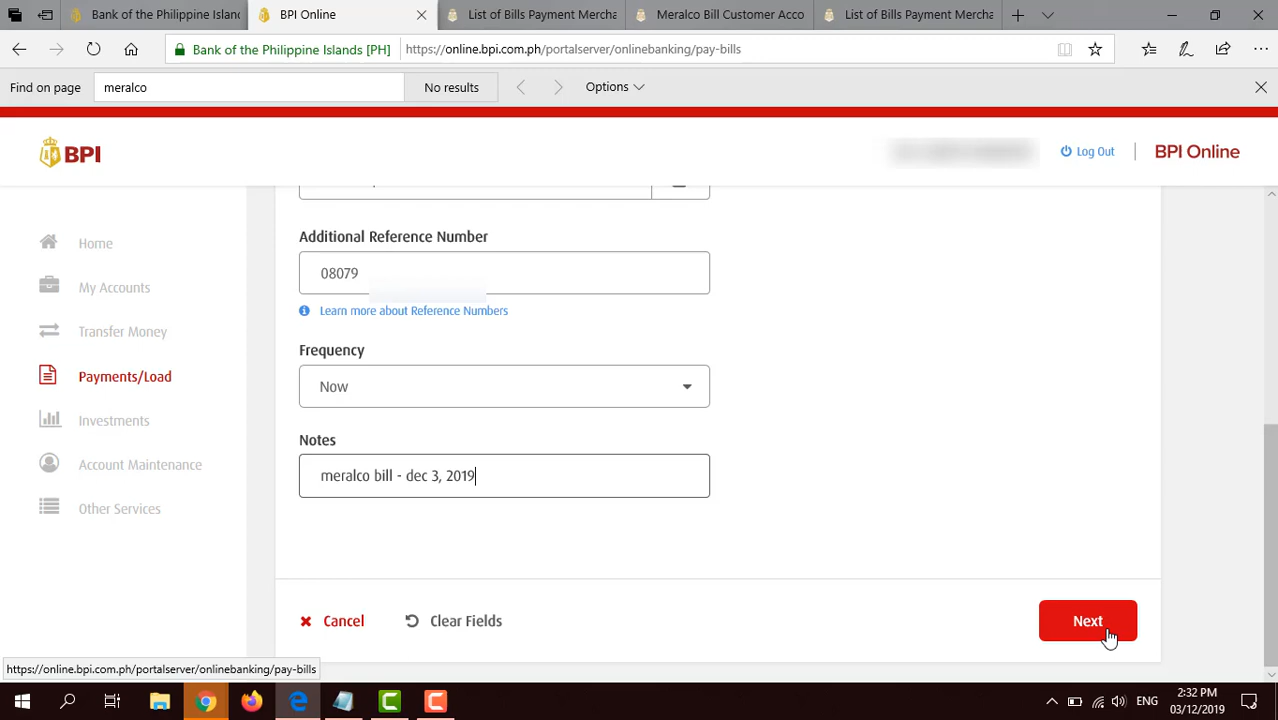 Bank of the Philippine Island
BPI Online
List of Bills Payment Mercha
Meralco Bill Customer Acco
List of Bills Payment Mercha
Bank of the Philippine Islands [PH]
https://online.bpi.com.ph/portalserver/onlinebanking/pay-bills
Find on page
meralco
No results
Options
BPI
Log Out
BPI Online
Home
My Accounts
Transfer Money
Payments/Load
Investments
Account Maintenance
Other Services
Additional Reference Number
08079
Learn more about Reference Numbers
Frequency
Now
Notes
meralco bill - dec 3, 2019
Cancel
Clear Fields
Next
https://online.bpi.com.ph/portalserver/onlinebanking/pay-bills
ENG
2:32 PM
03/12/2019